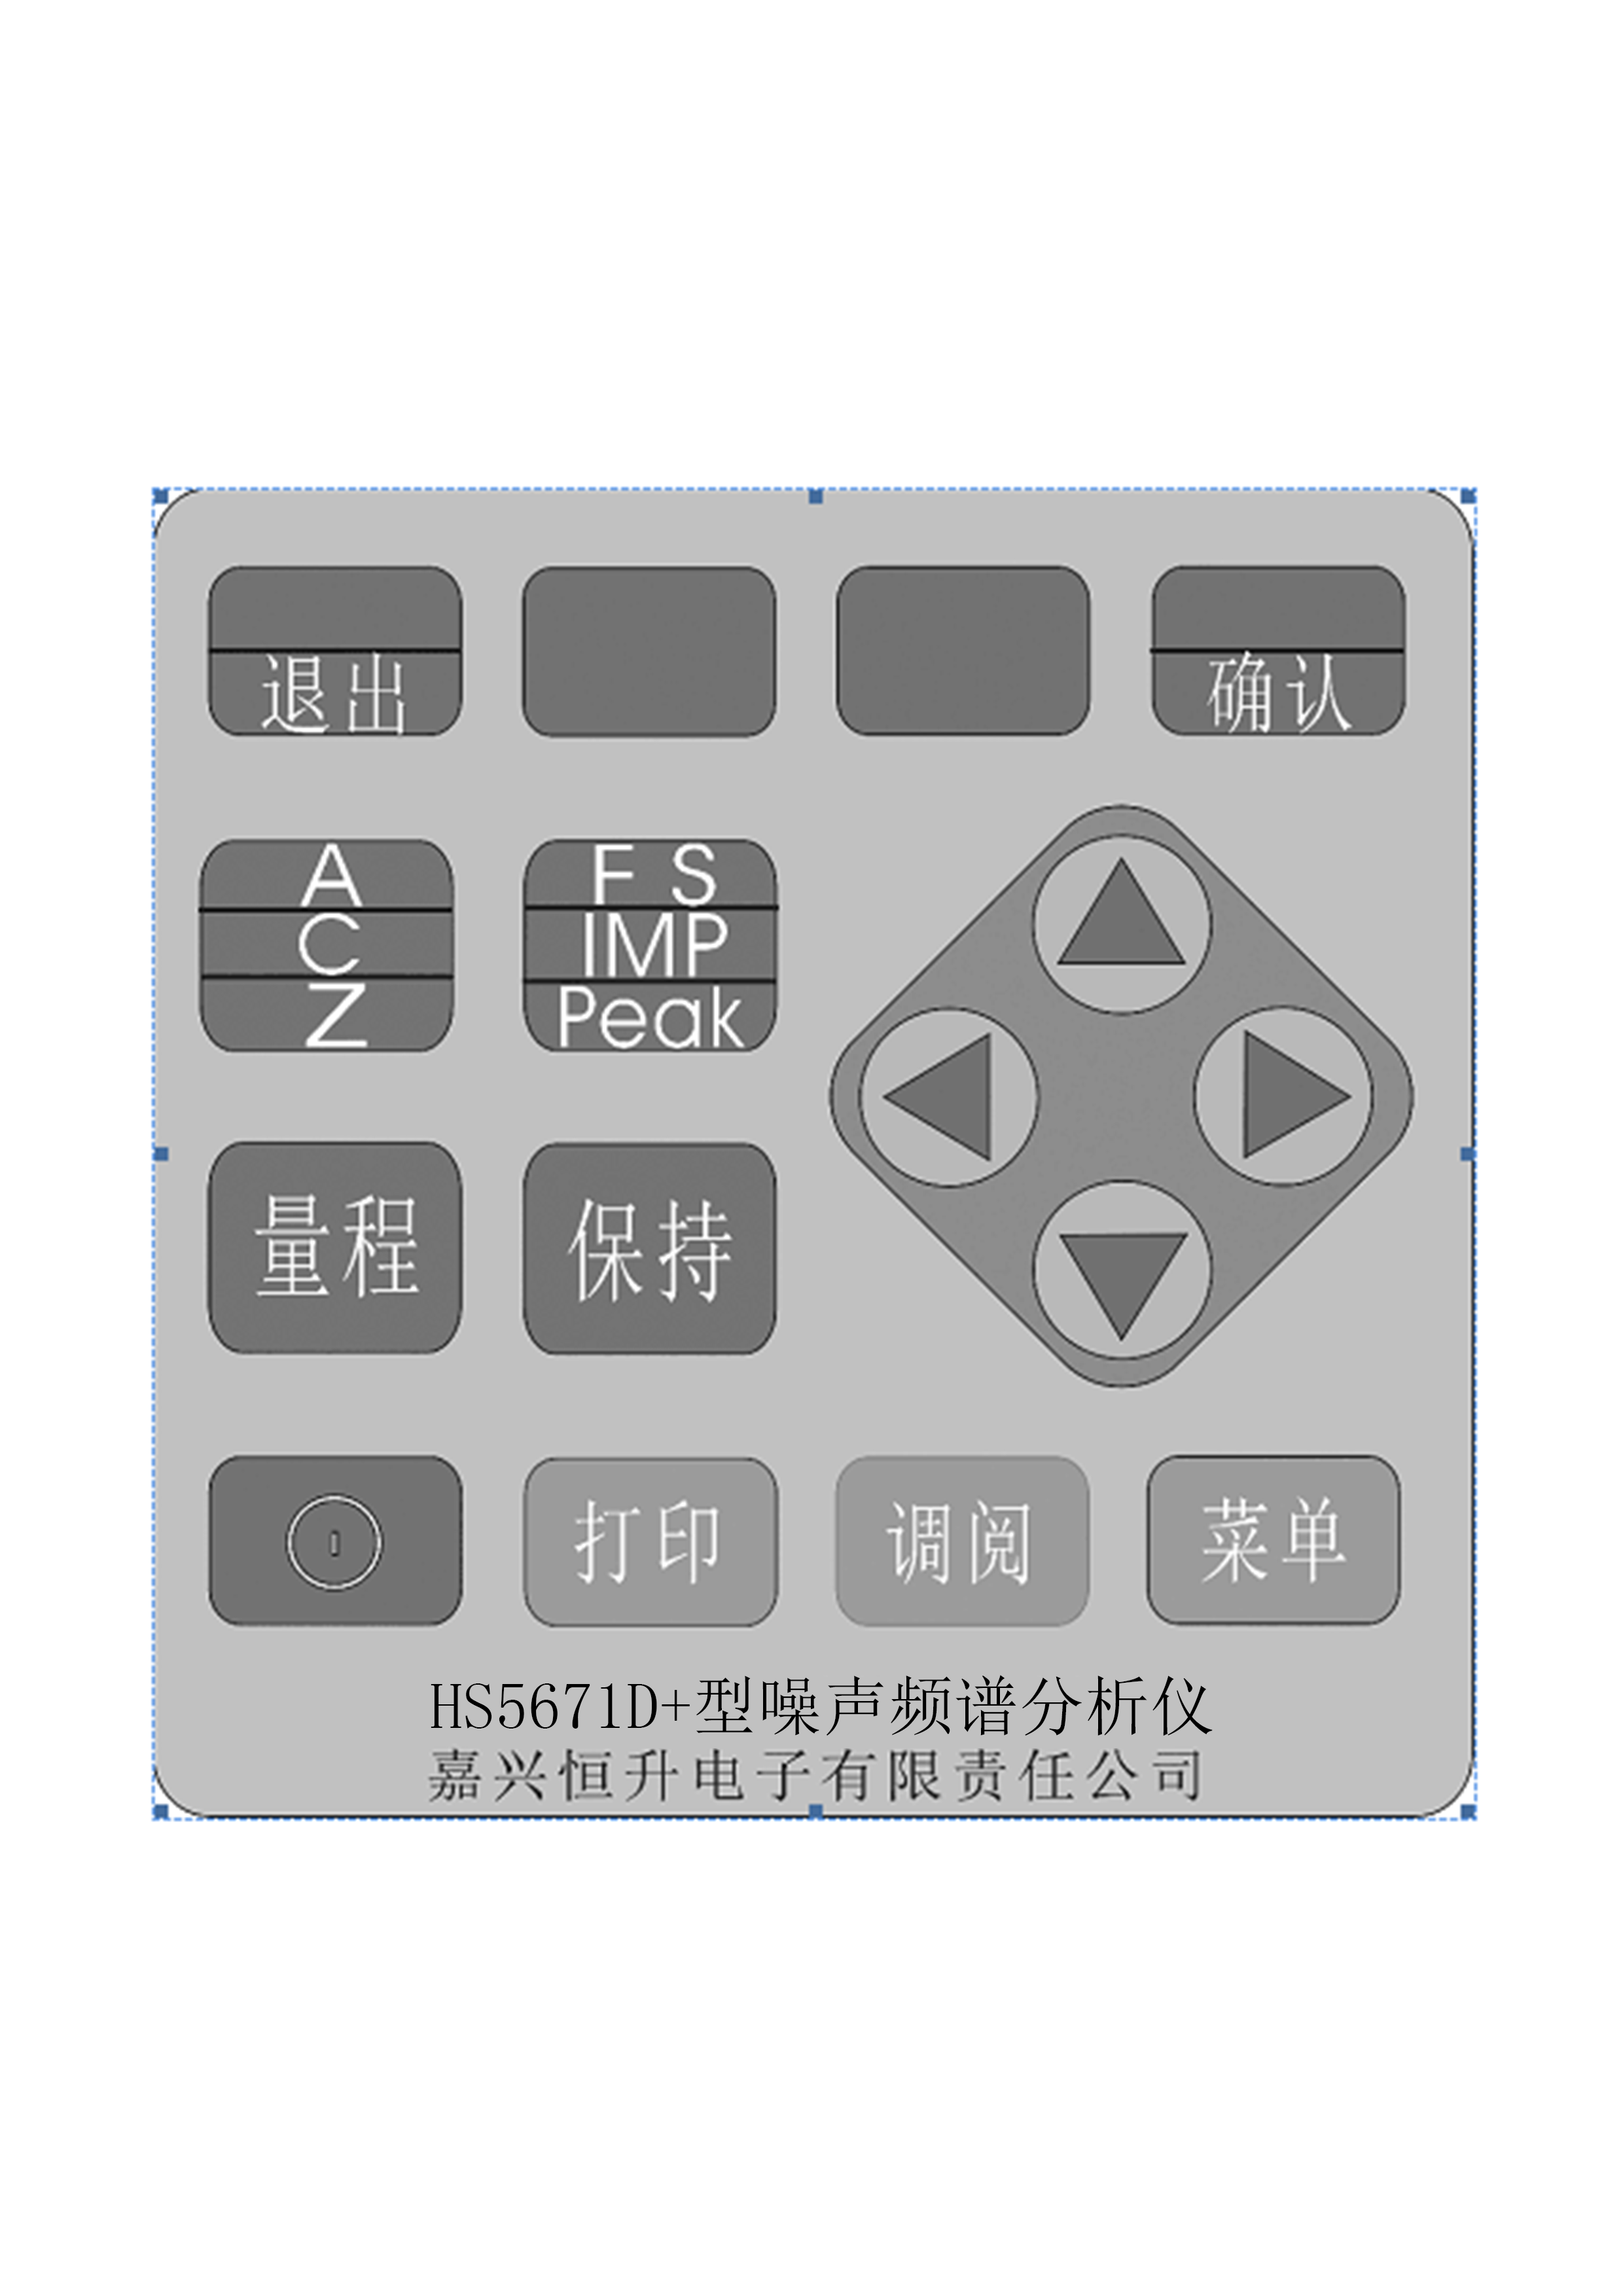 退出
确认
A
C
Z
F S
IMP
Peak
量程
保持
打印
调阅
菜单
HS5671D+型噪声频谱分析仪
嘉兴恒升电子有限责任公司